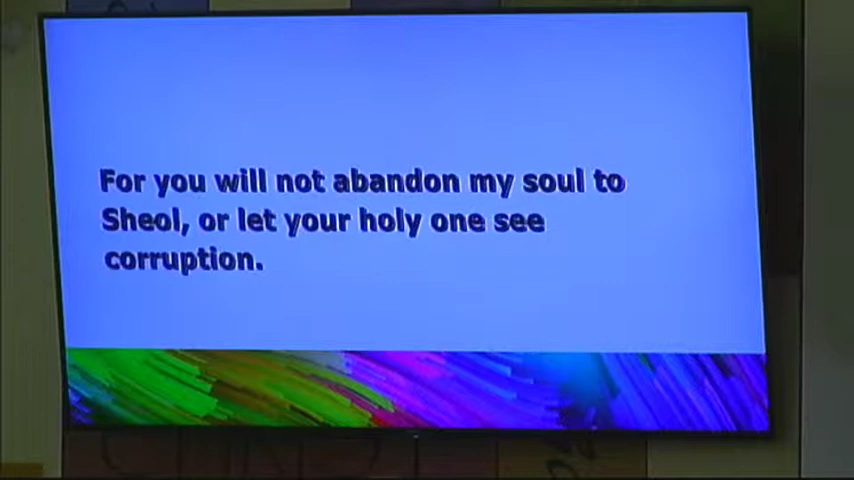 For you will not abandon my soul to
Sheol, or let your holy one see
corruption.